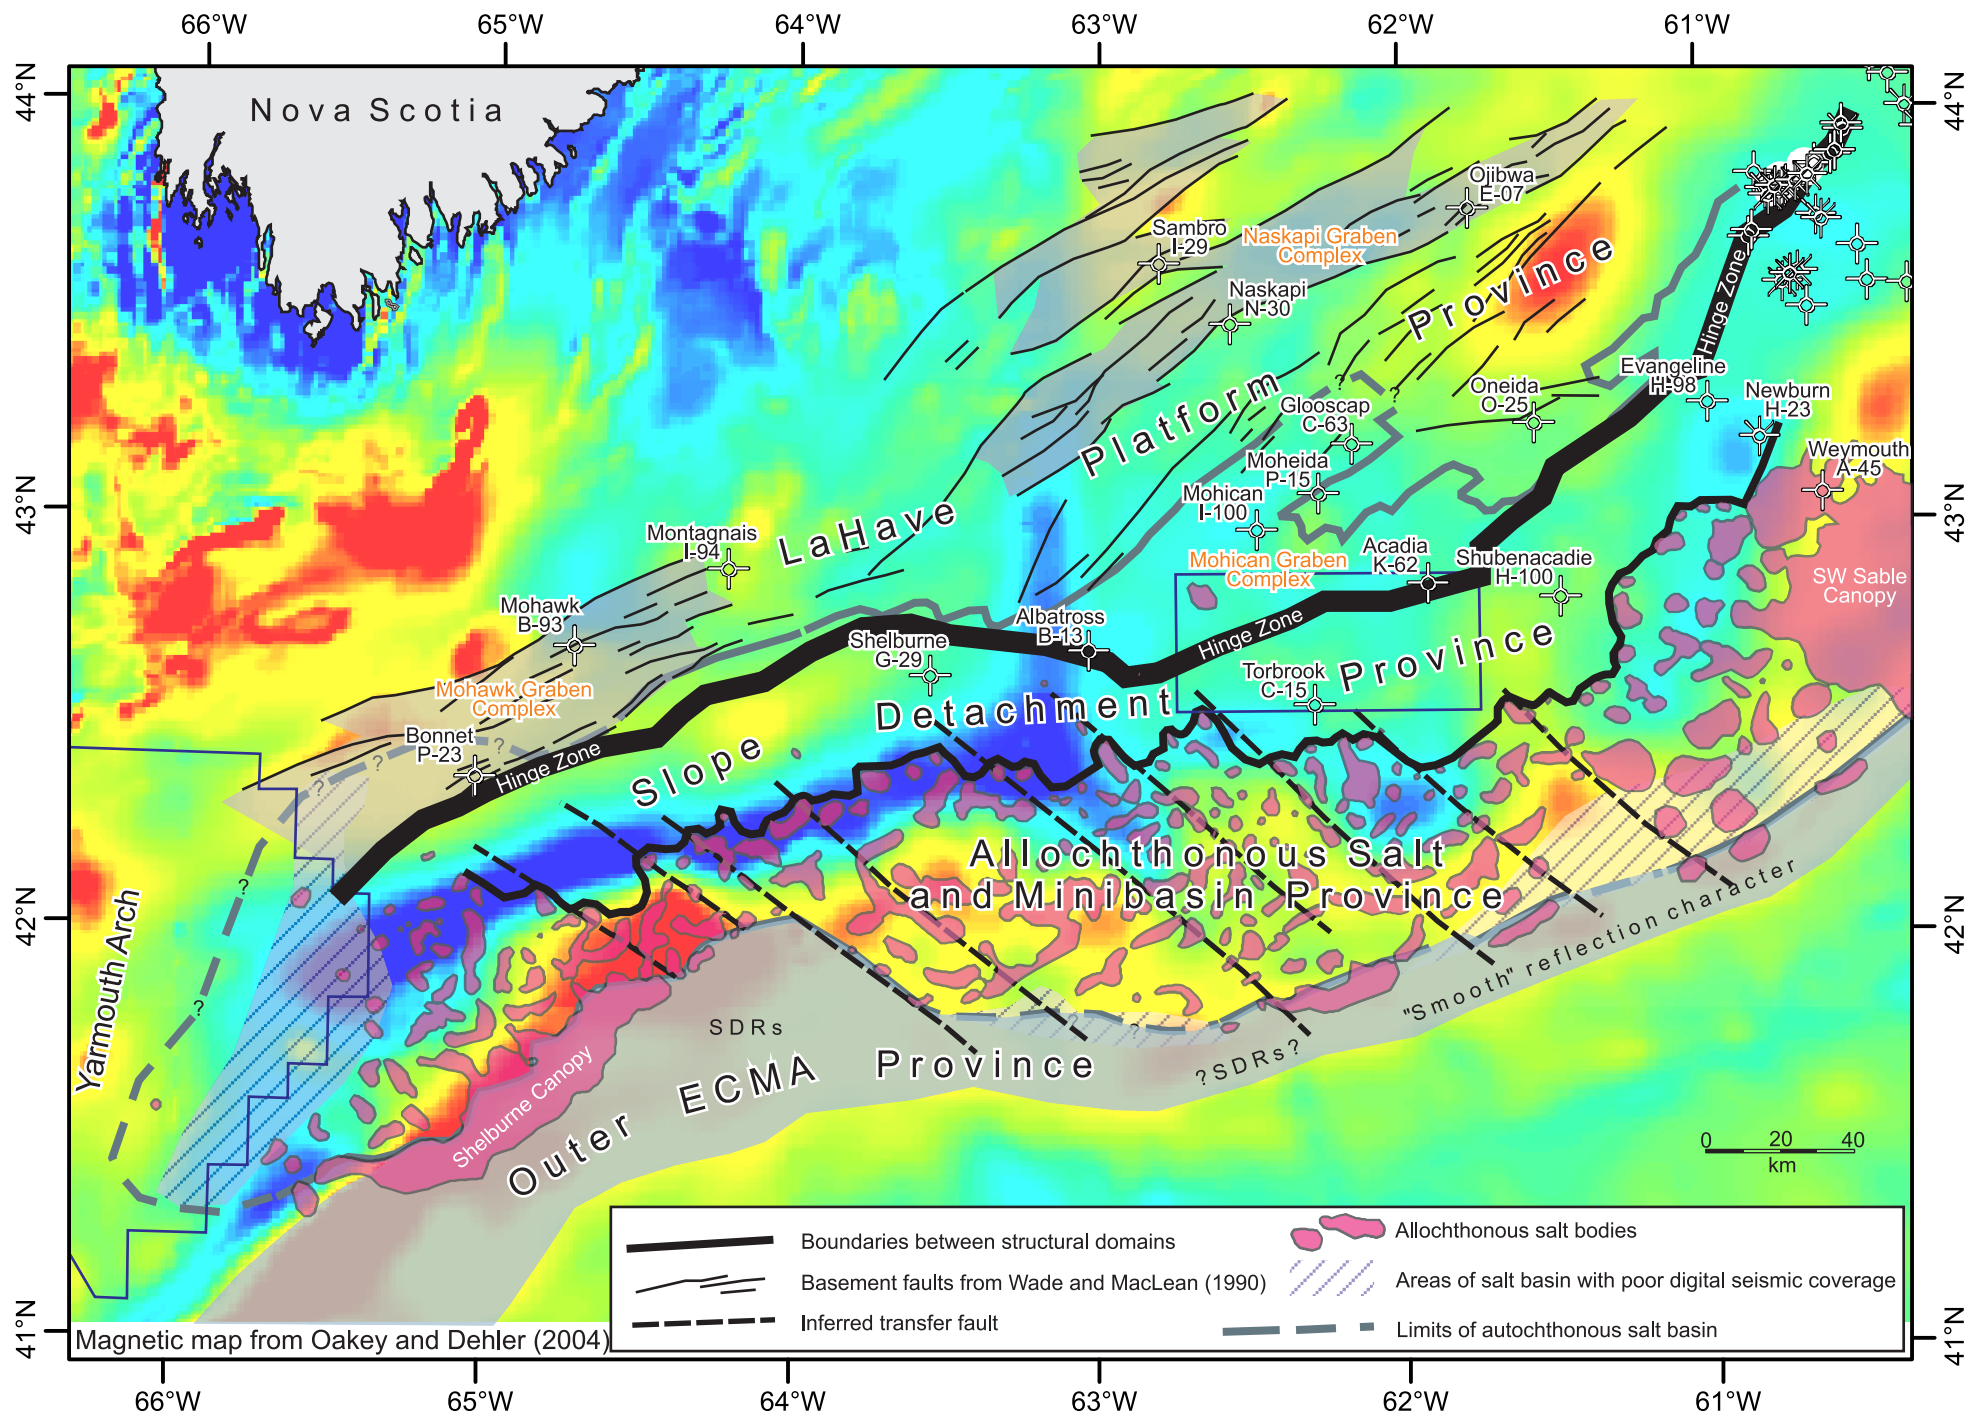 66°W 65°W 64°W 63°W 62°W 61°W
44°N
44°N
Nova Scotia
Ojibwa
E-07
Sambro
I-29
Naskapi Graben
Complex
Naskapi
N-30
Hinge Zone
Evangeline
H-98
Newburn
H-23
Oneida
O-25
?
?
Glooscap
C-63
Moheida
P-15
Mohican
I-100
Weymouth
A-45
LaHave Platform Province
43°N
43°N
Montagnais
I-94
Mohican Graben
Complex
Acadia
K-62
Shubenacadie
H-100
SW Sable
Canopy
Mohawk
B-93
Albatross
B-13
Hinge Zone
Shelburne
G-29
Torbrook
C-15
Mohawk Graben
Complex
Bonnet
P-23
?
?
?
Hinge Zone
Slope Detachment Province
Allochthonous Salt
and Minibasin Province
?
?
42°N
42°N
Yarmouth Arch
"Smooth" reflection character
SDRs
?
?
?SDRs?
Shelburne Canopy
Outer ECMA Province
0 20 40
km
Boundaries between structural domains
Basement faults from Wade and MacLean (1990)
Inferred transfer fault
Allochthonous salt bodies
Areas of salt basin with poor digital seismic coverage
Limits of autochthonous salt basin
41°N
41°N
Magnetic map from Oakey and Dehler (2004)
66°W 65°W 64°W 63°W 62°W 61°W